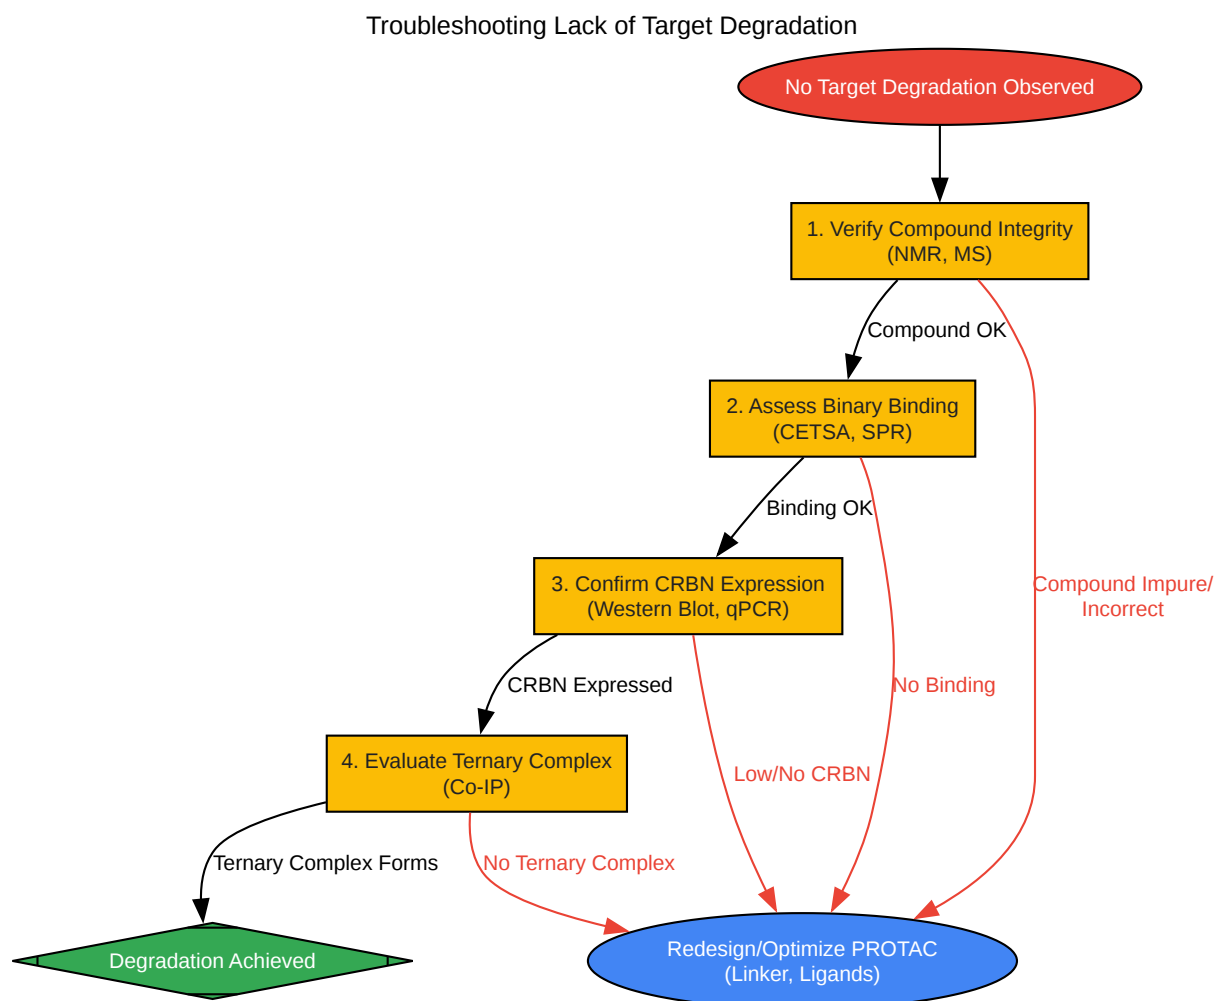 Troubleshooting Lack of Target Degradation
No Target Degradation Observed
1. Verify Compound Integrity
(NMR, MS)
Compound OK
2. Assess Binary Binding
(CETSA, SPR)
Binding OK
3. Confirm CRBN Expression
(Western Blot, qPCR)
Compound Impure/
Incorrect
CRBN Expressed
No Binding
4. Evaluate Ternary Complex
(Co-IP)
Low/No CRBN
Ternary Complex Forms
No Ternary Complex
Degradation Achieved
Redesign/Optimize PROTAC
(Linker, Ligands)